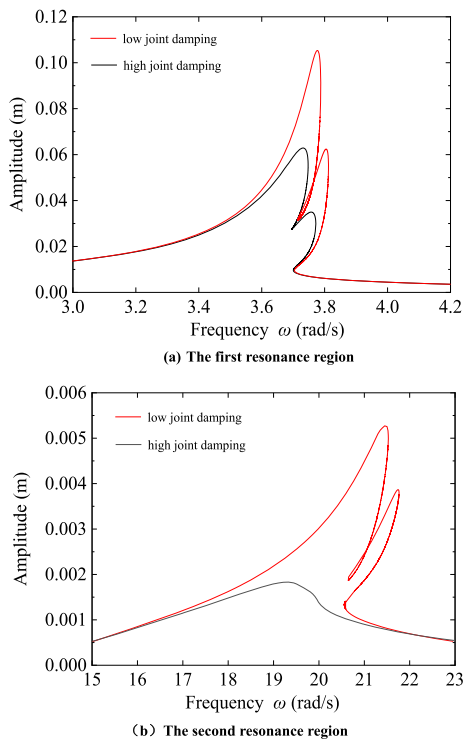 0.12
0.10
0.08
0.06
0.04
0.02
0.00
Amplitude (m)
low joint damping
high joint damping
3.0 3.2 3.4 3.6 3.8 4.0 4.2
Frequency ω (rad/s)
(a) The first resonance region
0.006
0.005
0.004
0.003
0.002
0.001
0.000
Amplitude (m)
low joint damping
high joint damping
15 16 17 18 19 20 21 22 23
Frequency ω (rad/s)
（b）The second resonance region